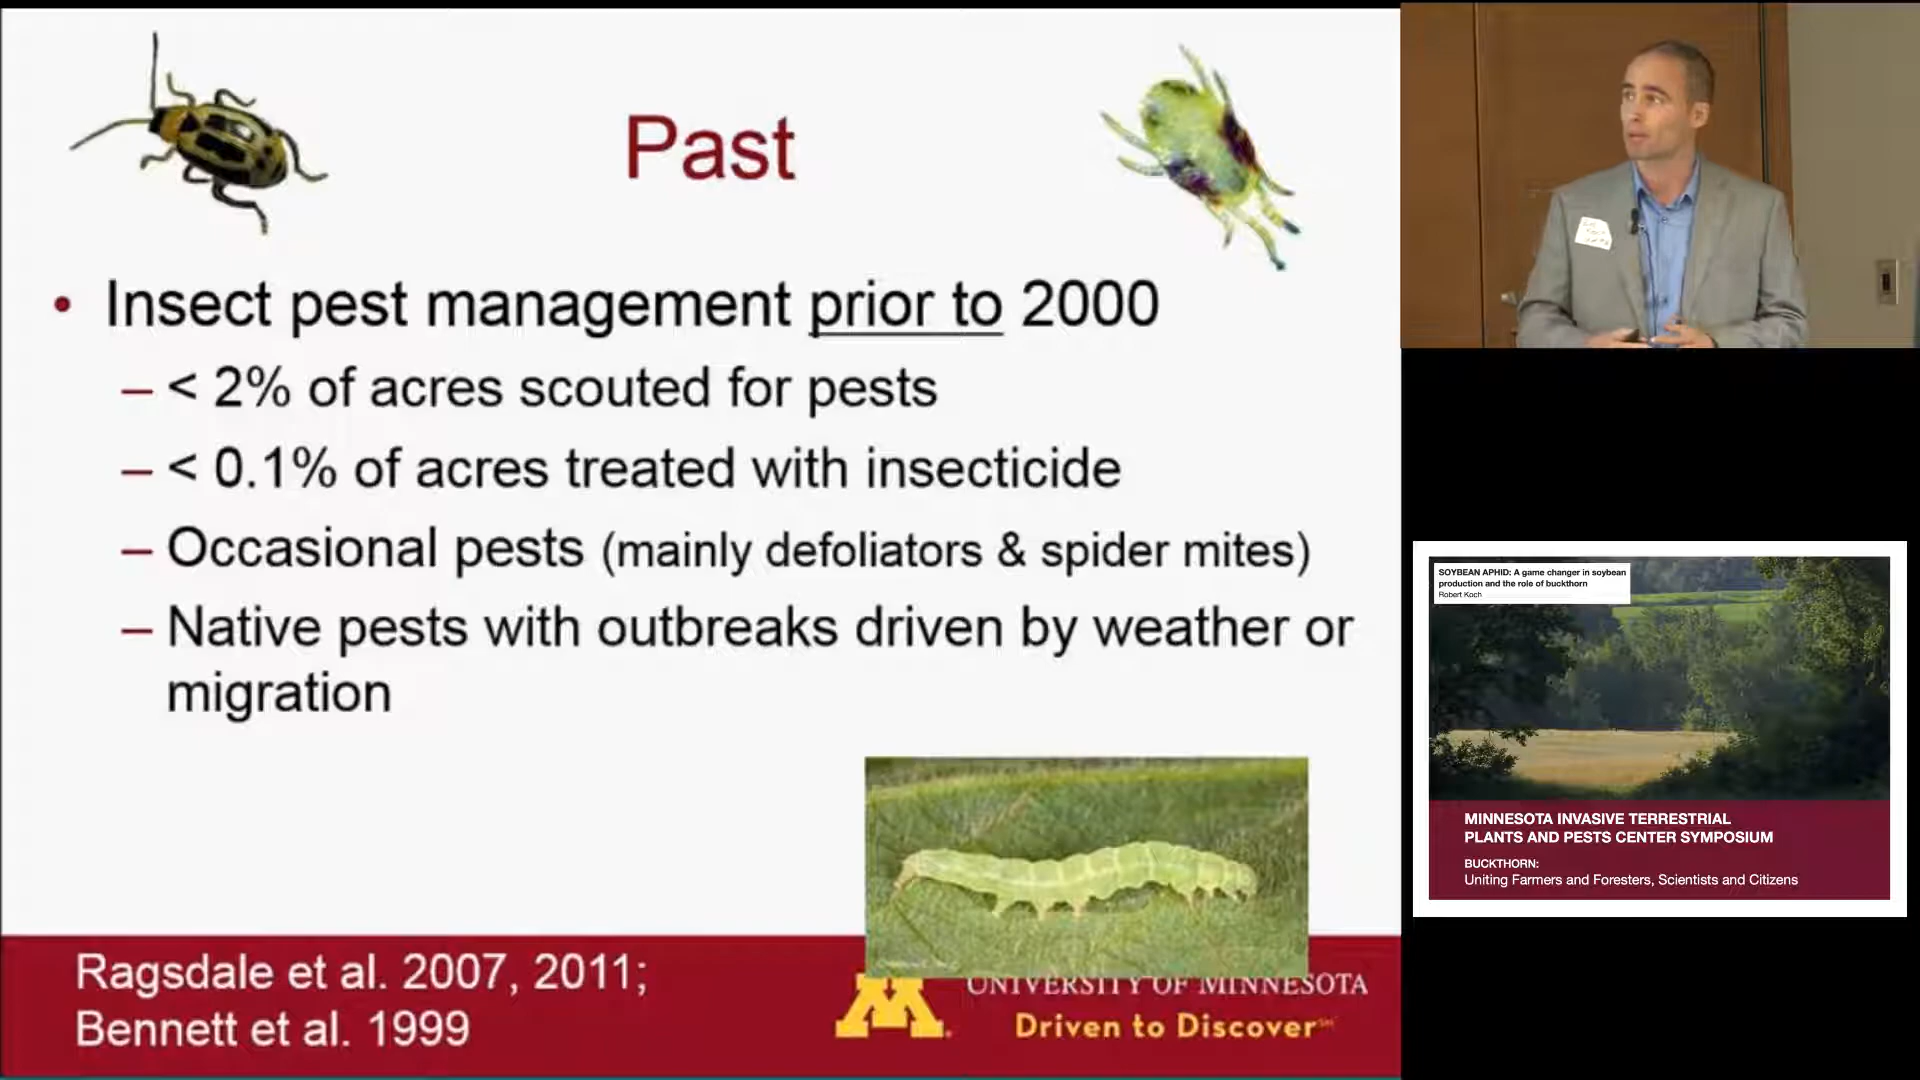 Past
• Insect pest management prior to 2000
– < 2% of acres scouted for pests
– < 0.1% of acres treated with insecticide
– Occasional pests (mainly defoliators & spider mites)
– Native pests with outbreaks driven by weather or
migration
Ragsdale et al. 2007, 2011;
Bennett et al. 1999
UNIVERSITY OF MINNESOTA
Driven to Discover℠
SOYBEAN APHID: A game changer in soybean
production and the role of buckthorn
Robert Koch
MINNESOTA INVASIVE TERRESTRIAL
PLANTS AND PESTS CENTER SYMPOSIUM
BUCKTHORN:
Uniting Farmers and Foresters, Scientists and Citizens